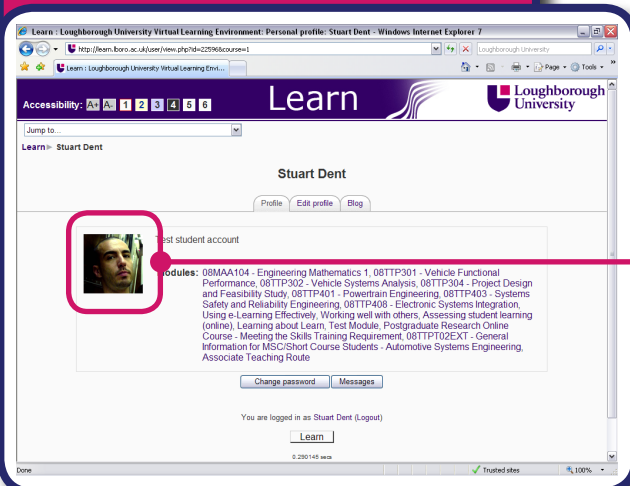 Learn : Loughborough University Virtual Learning Environment: Personal profile: Stuart Dent - Windows Internet Explorer 7
http://learn.lboro.ac.uk/user/view.php?id=22596&course=1
Loughborough University
Learn : Loughborough University Virtual Learning Envi...
Page
Tools
Accessibility: A+ A- 1 2 3 4 5 6
Learn
Loughborough University
Jump to...
Learn► Stuart Dent
Stuart Dent
Profile Edit profile Blog
Test student account
Modules: 08MAA104 - Engineering Mathematics 1, 08TTP301 - Vehicle Functional
Performance, 08TTP302 - Vehicle Systems Analysis, 08TTP304 - Project Design
and Feasibility Study, 08TTP401 - Powertrain Engineering, 08TTP403 - Systems
Safety and Reliability Engineering, 08TTP408 - Electronic Systems Integration,
Using e-Learning Effectively, Working well with others, Assessing student learning
(online), Learning about Learn, Test Module, Postgraduate Research Online
Course - Meeting the Skills Training Requirement, 08TTPT02EXT - General
Information for MSC/Short Course Students - Automotive Systems Engineering,
Associate Teaching Route
Change password Messages
You are logged in as Stuart Dent (Logout)
Learn
0.290145 secs
Done
Trusted sites
100%